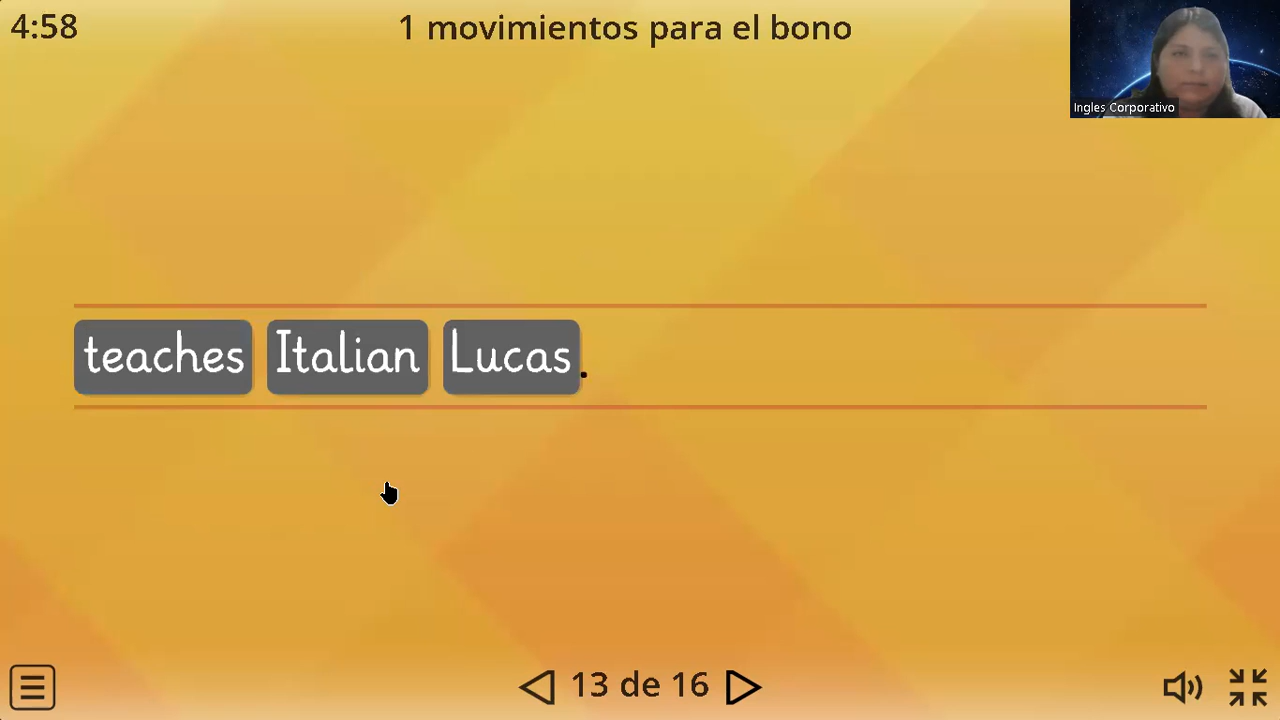 4:58
1 movimientos para el bono
Ingles Corporativo
teaches Italian Lucas.
13 de 16